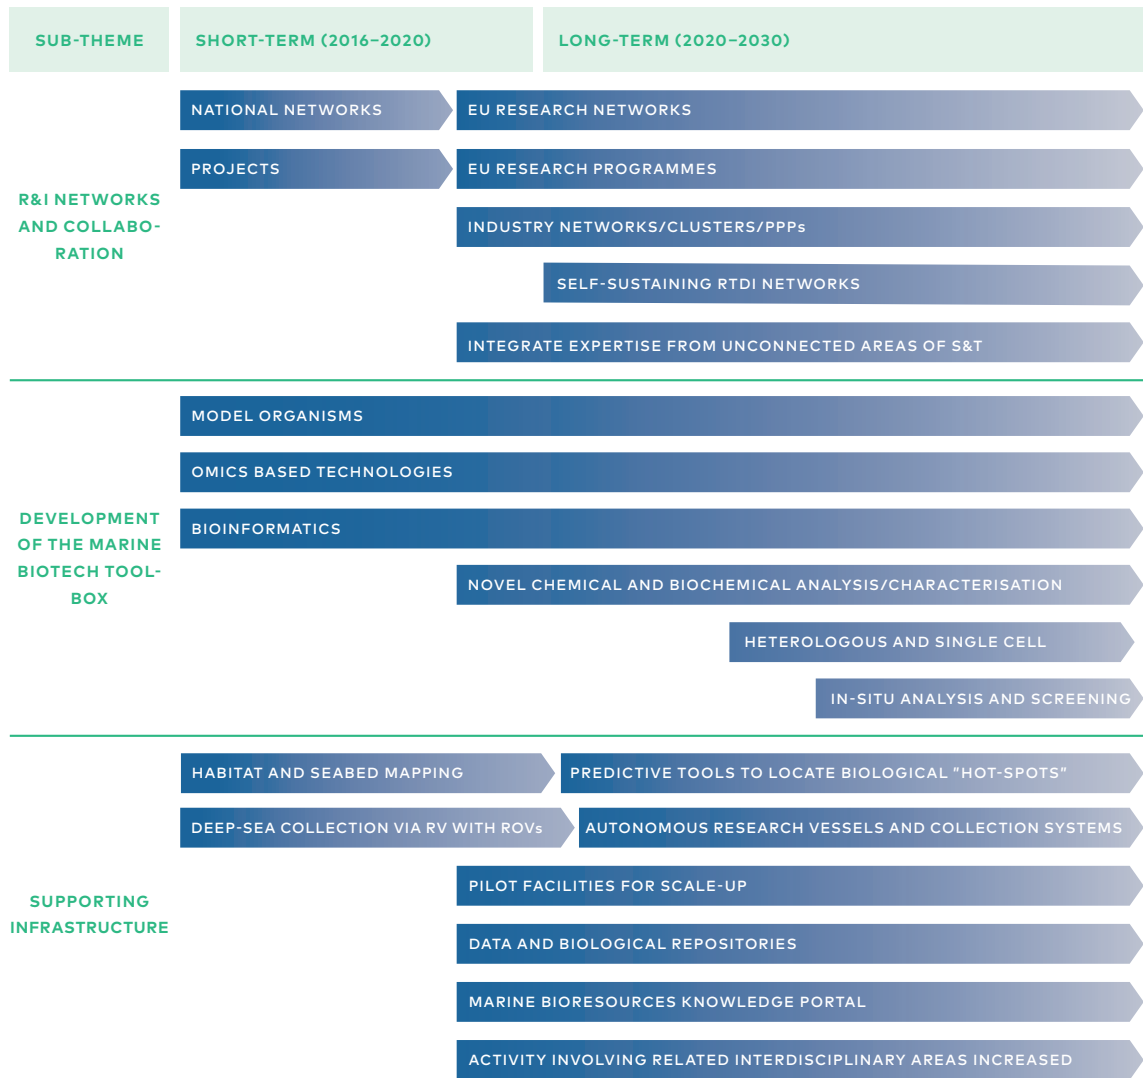 SUB-THEME
SHORT-TERM (2016–2020)
LONG-TERM (2020–2030)
R&I NETWORKS
AND COLLABO-
RATION
NATIONAL NETWORKS
EU RESEARCH NETWORKS
PROJECTS
EU RESEARCH PROGRAMMES
INDUSTRY NETWORKS/CLUSTERS/PPPs
SELF-SUSTAINING RTDI NETWORKS
INTEGRATE EXPERTISE FROM UNCONNECTED AREAS OF S&T
DEVELOPMENT
OF THE MARINE
BIOTECH TOOL-
BOX
MODEL ORGANISMS
OMICS BASED TECHNOLOGIES
BIOINFORMATICS
NOVEL CHEMICAL AND BIOCHEMICAL ANALYSIS/CHARACTERISATION
HETEROLOGOUS AND SINGLE CELL
IN-SITU ANALYSIS AND SCREENING
SUPPORTING
INFRASTRUCTURE
HABITAT AND SEABED MAPPING
PREDICTIVE TOOLS TO LOCATE BIOLOGICAL "HOT-SPOTS"
DEEP-SEA COLLECTION VIA RV WITH ROVs
AUTONOMOUS RESEARCH VESSELS AND COLLECTION SYSTEMS
PILOT FACILITIES FOR SCALE-UP
DATA AND BIOLOGICAL REPOSITORIES
MARINE BIORESOURCES KNOWLEDGE PORTAL
ACTIVITY INVOLVING RELATED INTERDISCIPLINARY AREAS INCREASED